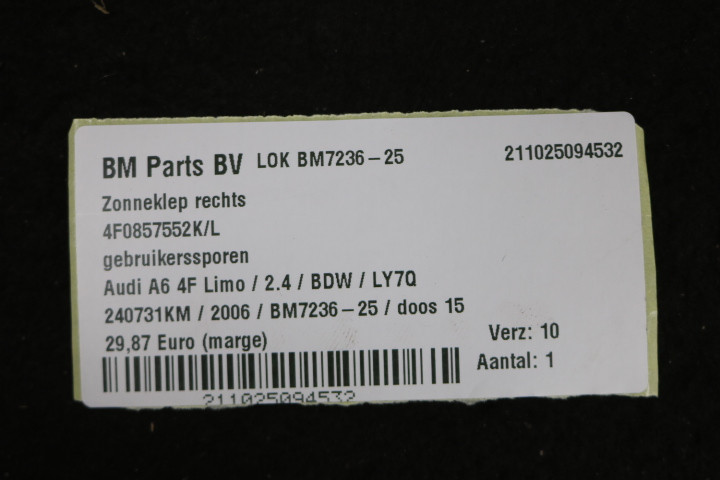 BM Parts BV LOK BM7236-25 211025094532
Zonneklep rechts
4F0857552K/L
gebruikerssporen
Audi A6 4F Limo / 2.4 / BDW / LY7Q
240731KM / 2006 / BM7236-25 / doos 15
29,87 Euro (marge) Verz: 10
Aantal: 1
211025094532